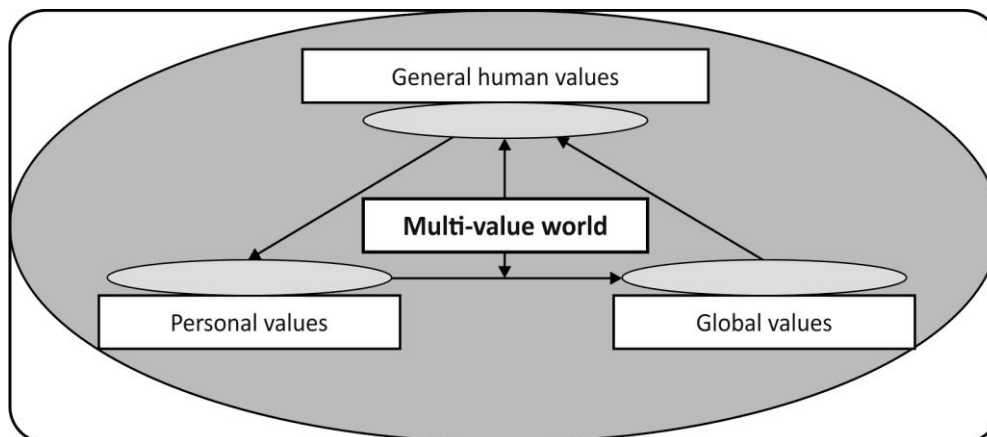 General human values
Multi-value world
Personal values
Global values